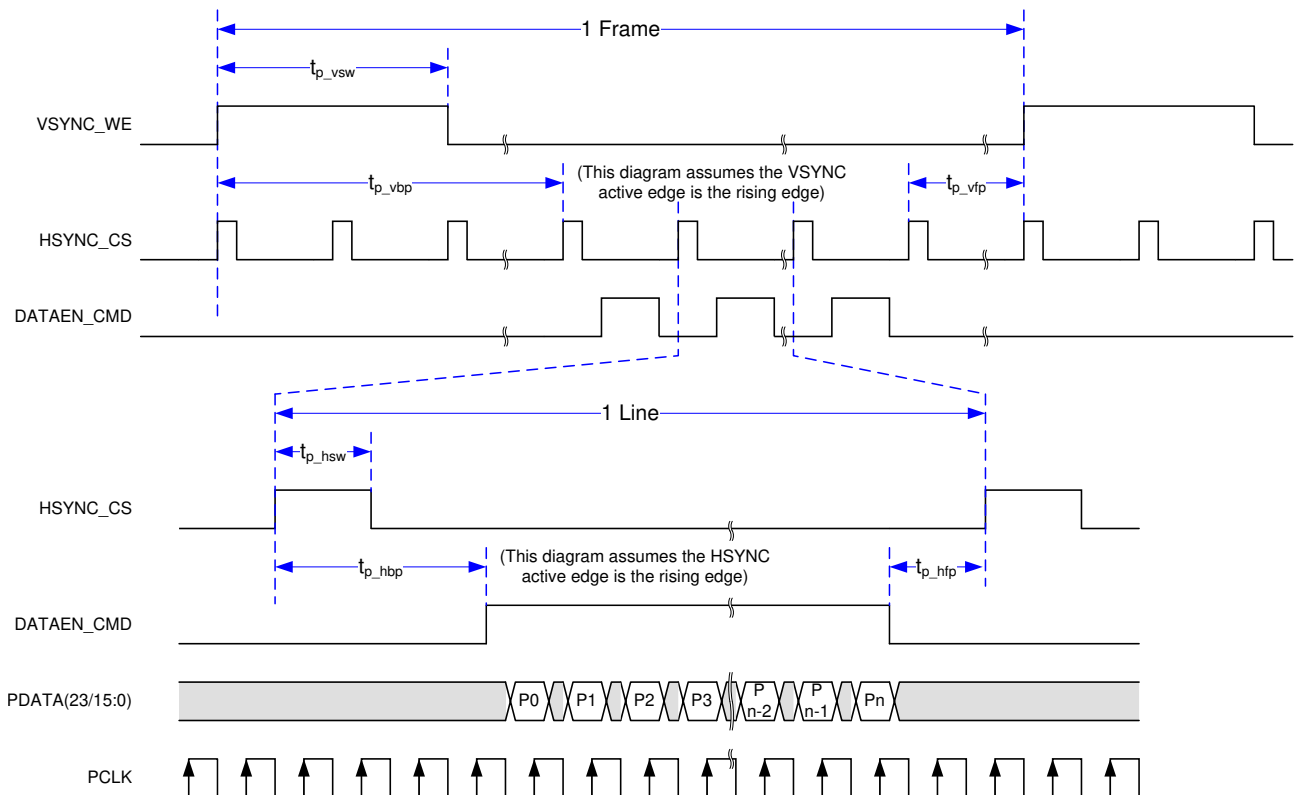 1 Frame
tp_vsw
VSYNC_WE
tp_vbp
(This diagram assumes the VSYNC
active edge is the rising edge)
tp_vfp
HSYNC_CS
DATAEN_CMD
1 Line
tp_hsw
HSYNC_CS
tp_hbp
(This diagram assumes the HSYNC
active edge is the rising edge)
tp_hfp
DATAEN_CMD
PDATA(23/15:0)
P0
P1
P2
P3
P
n-2
P
n-1
Pn
PCLK